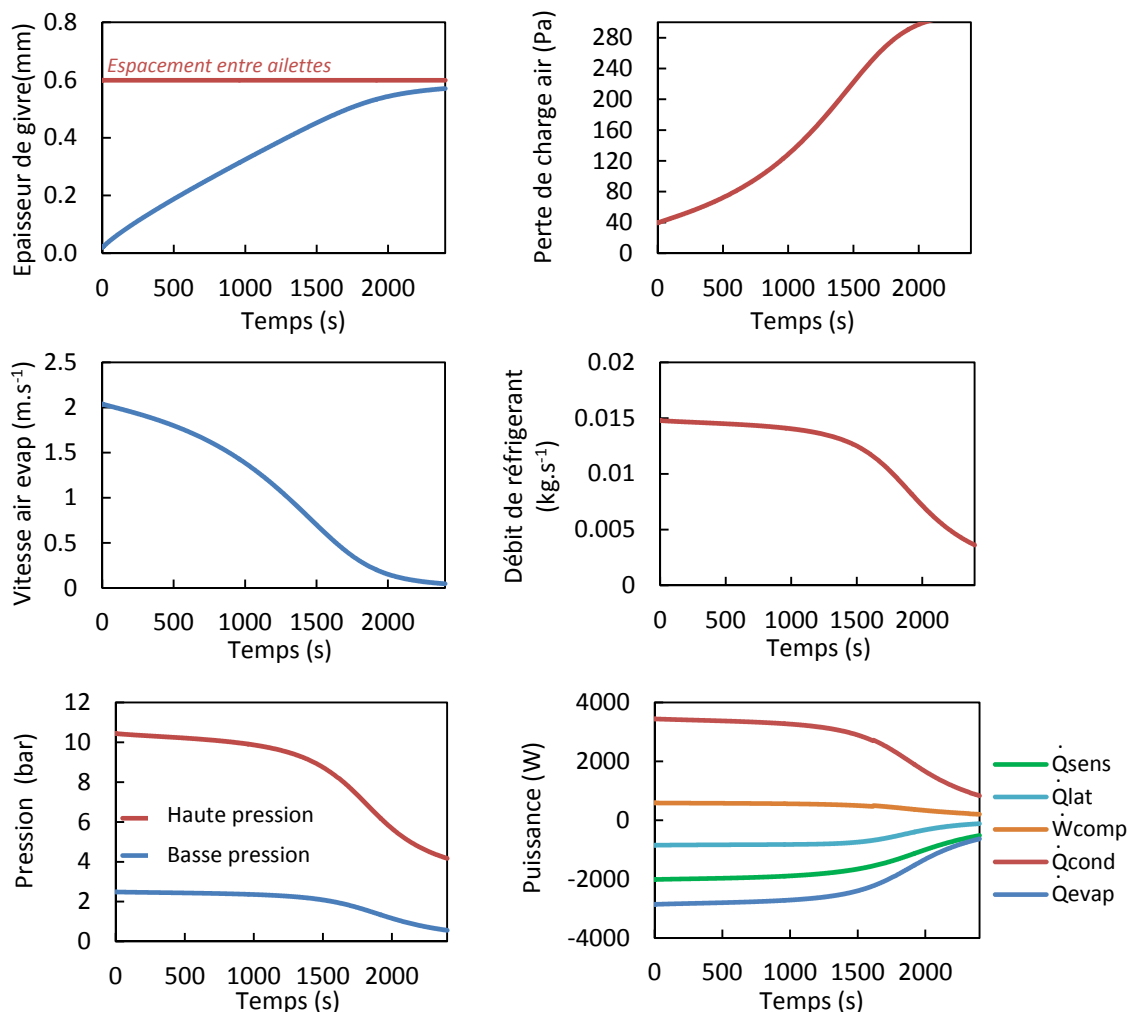 Epaisseur de givre(mm)
0.8
0.6
0.4
0.2
0.0
Espacement entre ailettes
0 500 1000 1500 2000
Temps (s)
Perte de charge air (Pa)
280
240
200
160
120
80
40
0
0 500 1000 1500 2000
Temps (s)
Vitesse air evap (m.s⁻¹)
2.5
2
1.5
1
0.5
0
0 500 1000 1500 2000
Temps (s)
Débit de réfrigerant
(kg.s⁻¹)
0.02
0.015
0.01
0.005
0
0 500 1000 1500 2000
Temps (s)
Pression (bar)
12
10
8
6
4
2
0
Haute pression
Basse pression
0 500 1000 1500 2000
Temps (s)
Puissance (W)
4000
2000
0
-2000
-4000
0 500 1000 1500 2000
Temps (s)
Q̇sens
Q̇lat
Ẇcomp
Q̇cond
Q̇evap